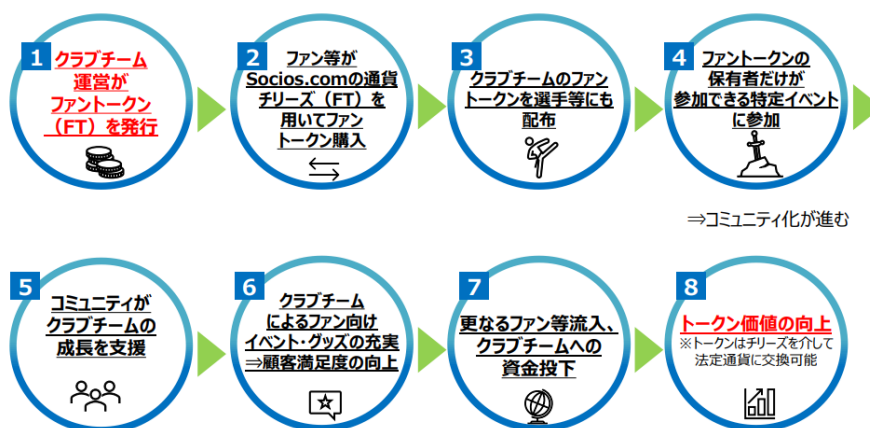 1
クラブチーム
運営が
ファントークン
（FT）を発行
2
ファン等が
Socios.comの通貨
チリーズ（FT）を
用いてファン
トークン購入
3
クラブチームのファン
トークンを選手等にも
配布
4
ファントークンの
保有者だけが
参加できる特定イベント
に参加
⇒コミュニティ化が進む
5
コミュニティが
クラブチームの
成長を支援
6
クラブチーム
によるファン向け
イベント・グッズの充実
⇒顧客満足度の向上
7
更なるファン等流入、
クラブチームへの
資金投下
8
トークン価値の向上
※トークンはチリーズを介して
法定通貨に交換可能